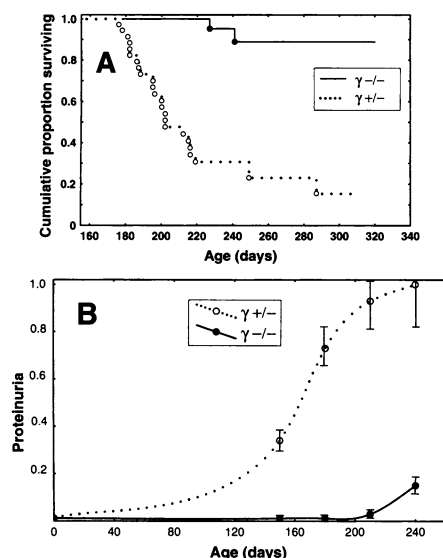 1.0
0.8
0.6
0.4
0.2
Cumulative proportion surviving
A
γ −/−
γ +/−
160 180 200 220 240 260 280 300 320 340
Age (days)
1.0
0.8
0.6
0.4
0.2
Proteinuria
B
γ +/−
γ −/−
0 40 80 120 160 200 240
Age (days)